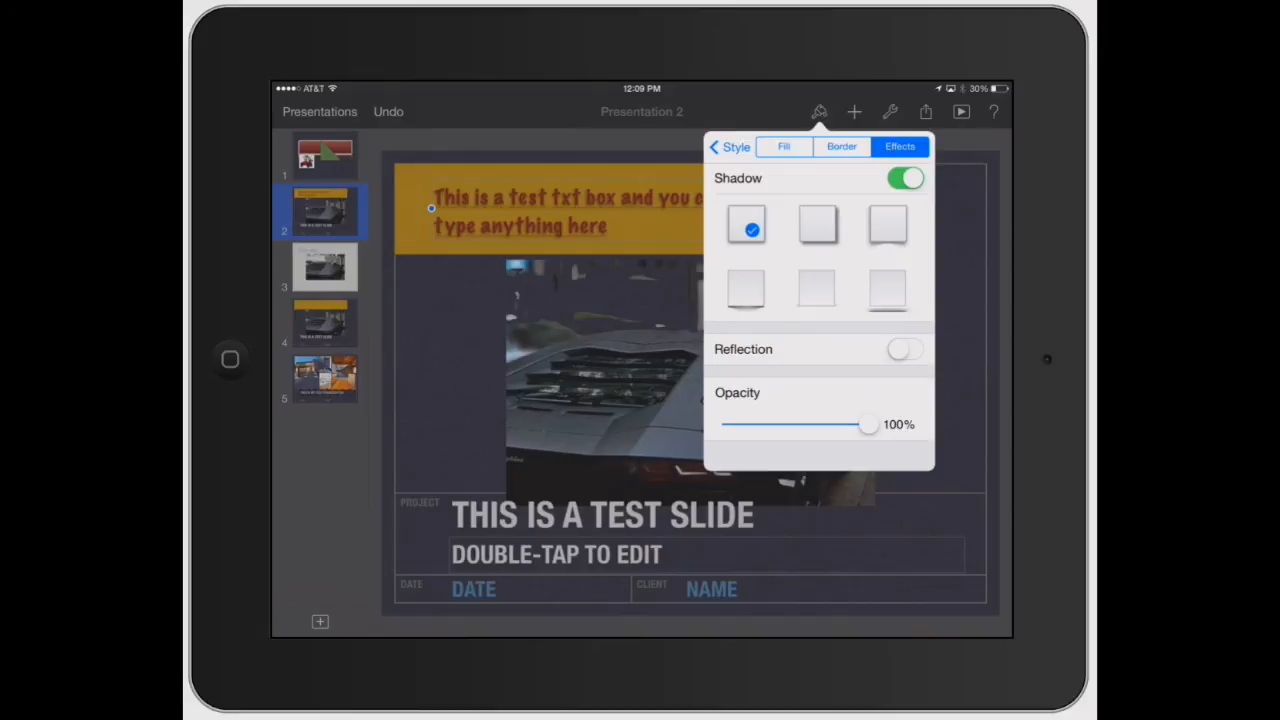 AT&T 12:09 PM 30%
Presentations Undo Presentation 2 ?
Style Fill Border Effects
Shadow
Reflection
Opacity
100%
1
2
3
4
5
This is a test txt box and you c
type anything here
PROJECT
THIS IS A TEST SLIDE
DOUBLE-TAP TO EDIT
DATE DATE CLIENT NAME